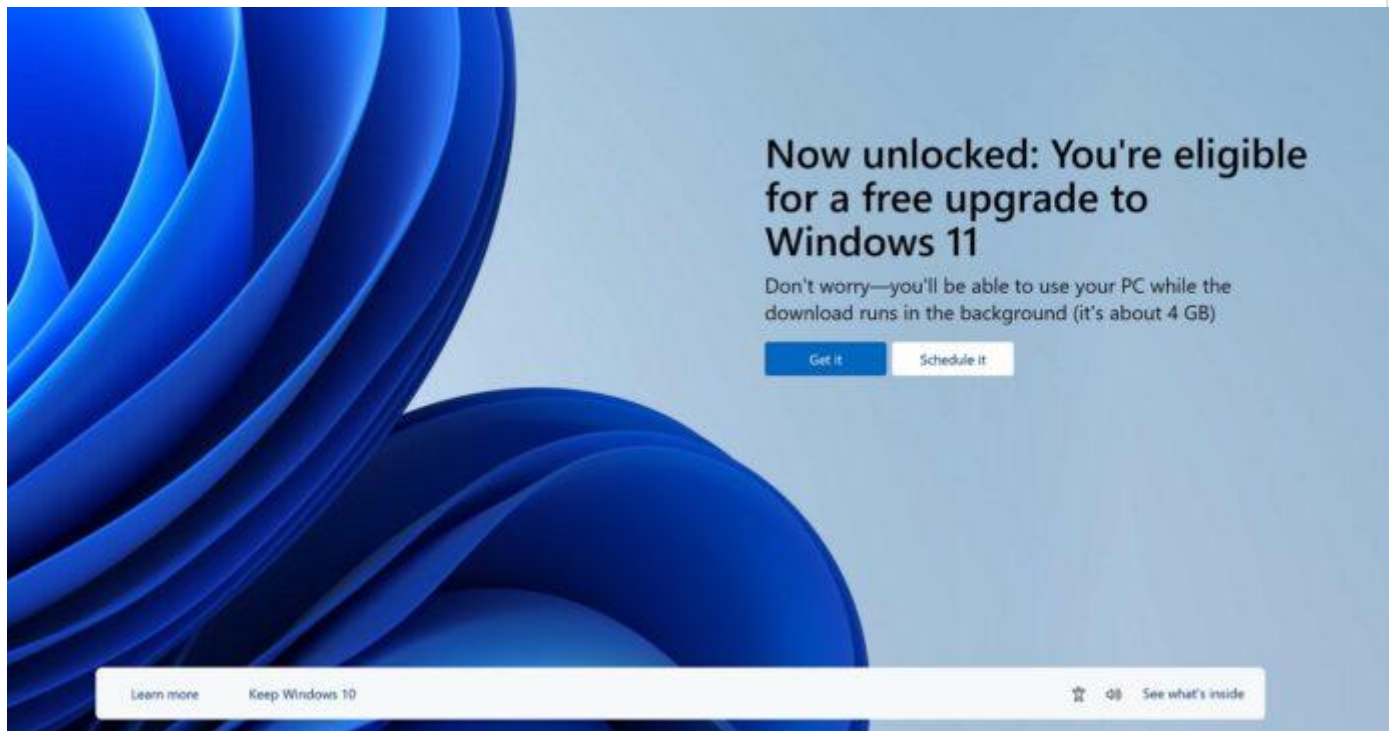 Now unlocked: You're eligible
for a free upgrade to
Windows 11
Don't worry—you'll be able to use your PC while the
download runs in the background (it's about 4 GB)
Get it
Schedule it
Learn more
Keep Windows 10
See what's inside